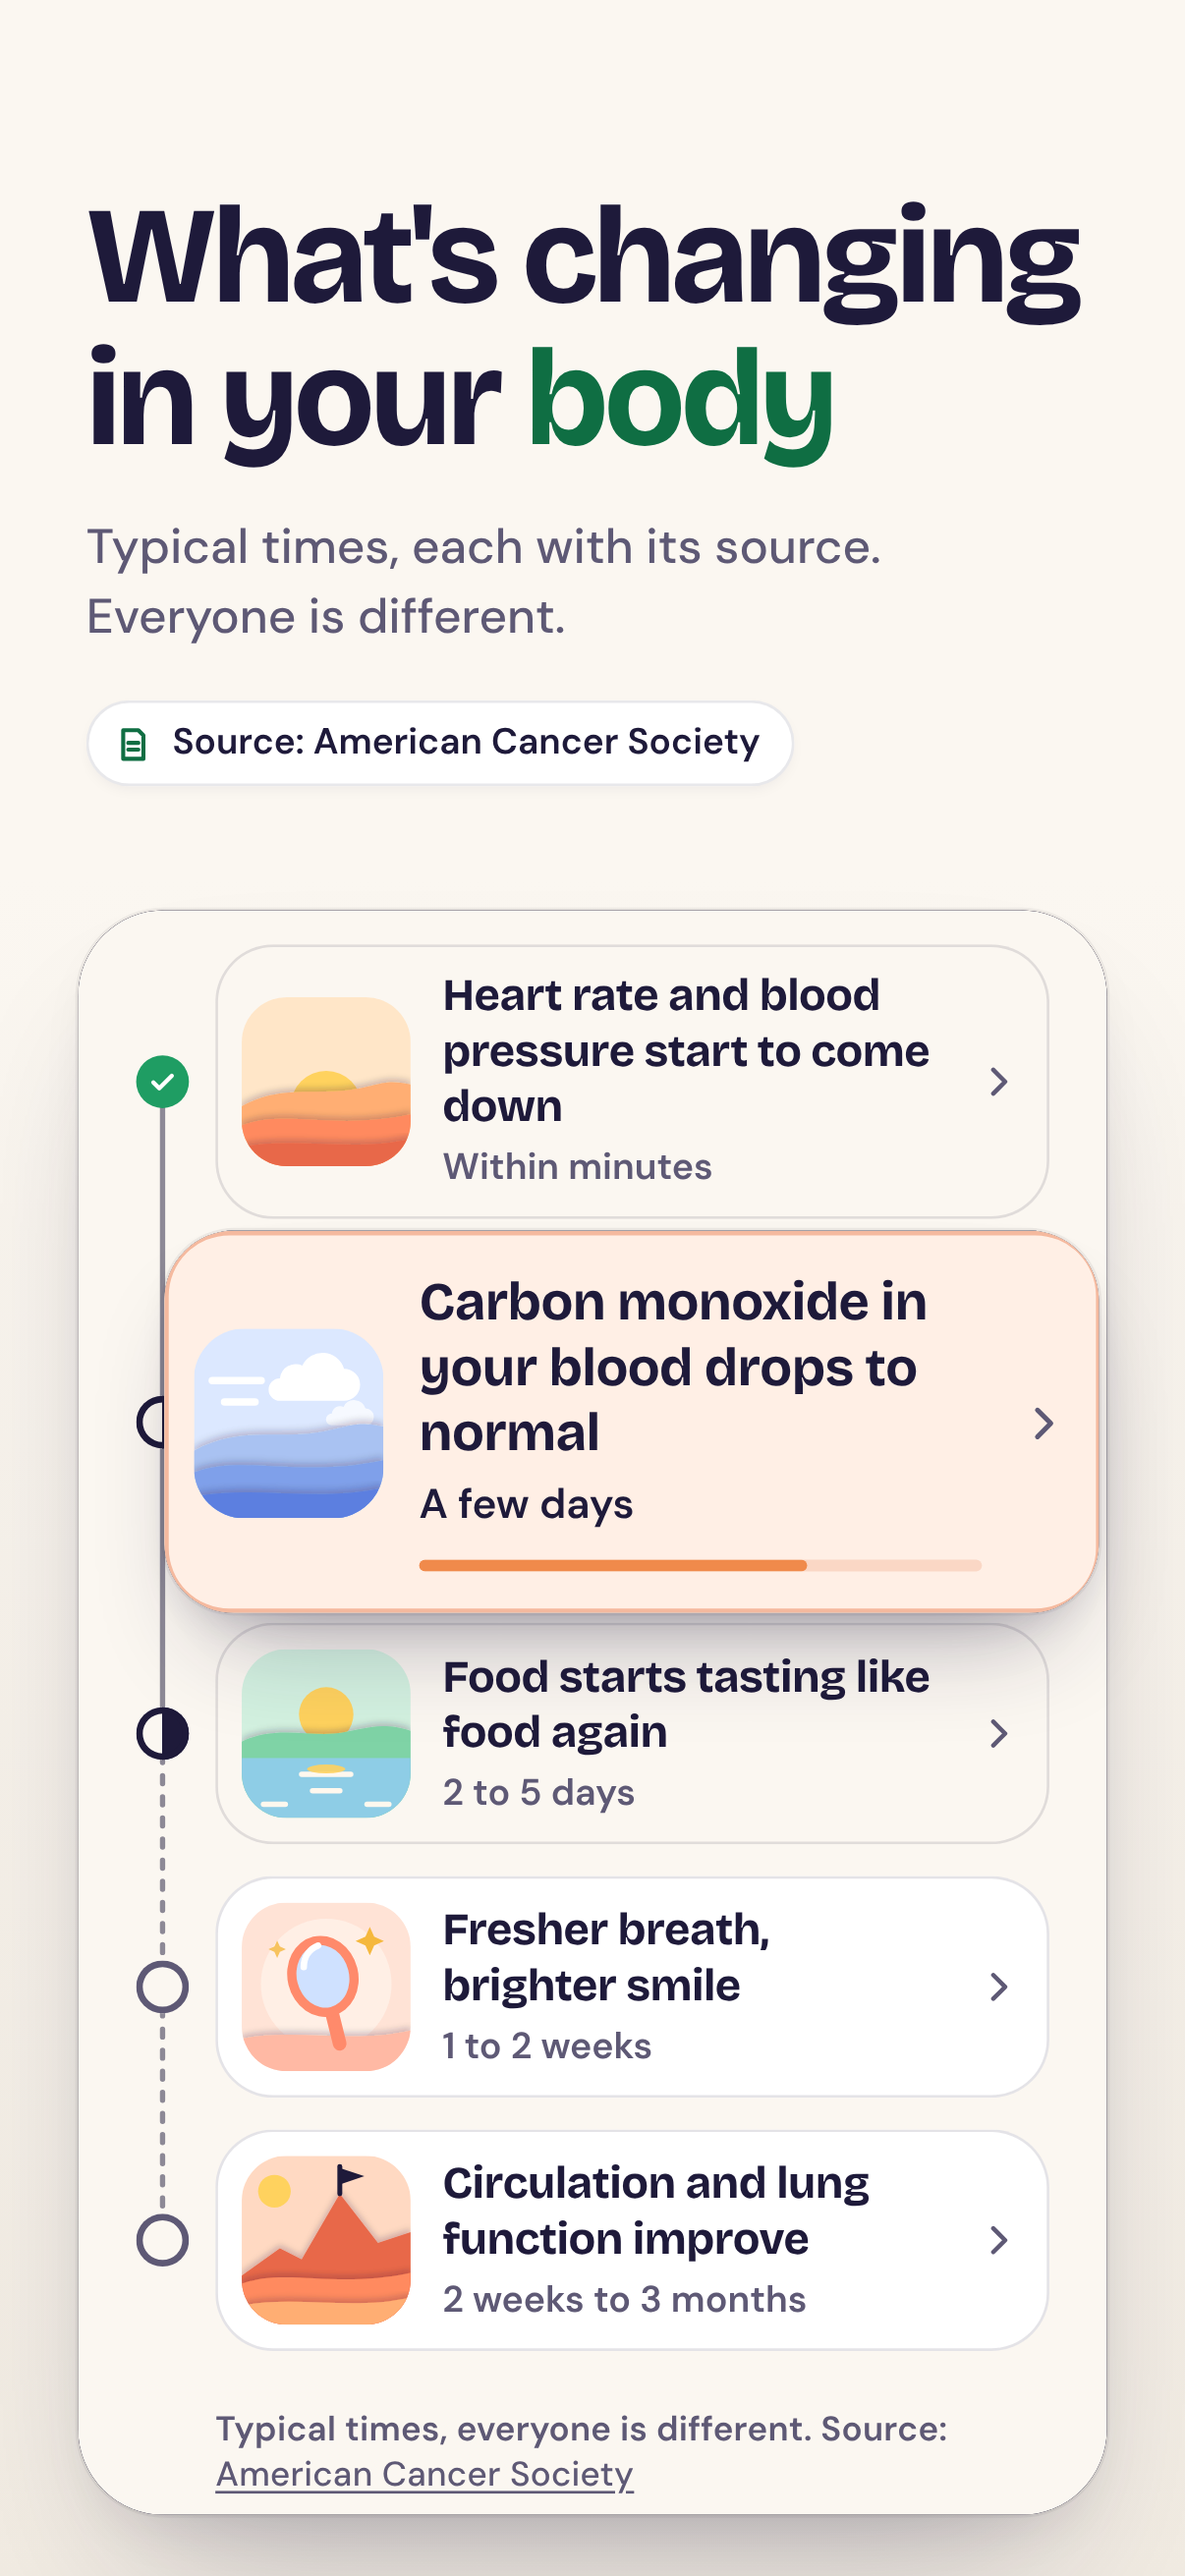 What's changing
in your body
Typical times, each with its source.
Everyone is different.
Source: American Cancer Society
Heart rate and blood
pressure start to come
down
Within minutes
Carbon monoxide in
your blood drops to
normal
A few days
Food starts tasting like
food again
2 to 5 days
Fresher breath,
brighter smile
1 to 2 weeks
Circulation and lung
function improve
2 weeks to 3 months
Typical times, everyone is different. Source:
American Cancer Society